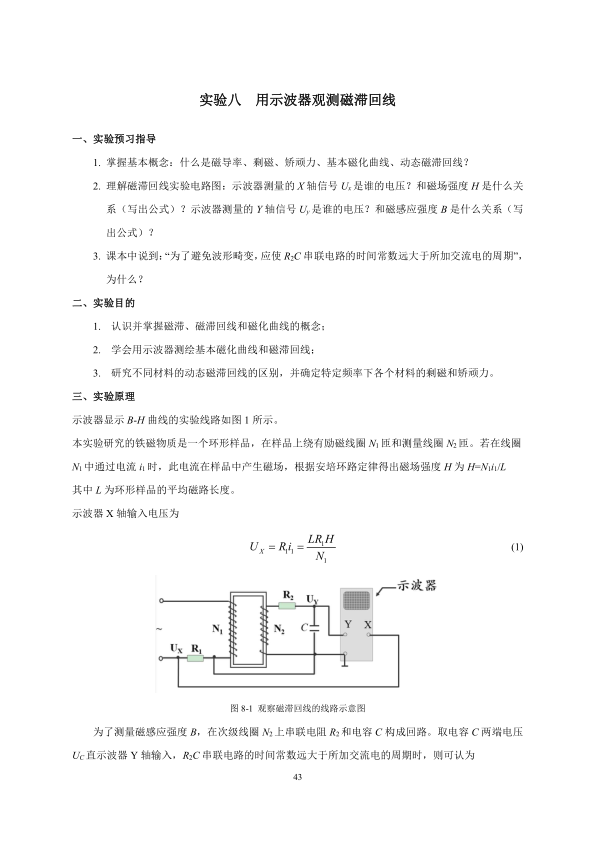 实验八　用示波器观测磁滞回线
一、实验预习指导
1. 掌握基本概念：什么是磁导率、剩磁、矫顽力、基本磁化曲线、动态磁滞回线？
2. 理解磁滞回线实验电路图：示波器测量的 X 轴信号 Ux 是谁的电压？和磁场强度 H 是什么关
系（写出公式）？示波器测量的 Y 轴信号 Uy 是谁的电压？和磁感应强度 B 是什么关系（写
出公式）？
3. 课本中说到：“为了避免波形畸变，应使 R2C 串联电路的时间常数远大于所加交流电的周期”，
为什么？
二、实验目的
1. 认识并掌握磁滞、磁滞回线和磁化曲线的概念；
2. 学会用示波器测绘基本磁化曲线和磁滞回线；
3. 研究不同材料的动态磁滞回线的区别，并确定特定频率下各个材料的剩磁和矫顽力。
三、实验原理
示波器显示 B-H 曲线的实验线路如图 1 所示。
本实验研究的铁磁物质是一个环形样品，在样品上绕有励磁线圈 N1 匝和测量线圈 N2 匝。若在线圈
N1 中通过电流 i1 时，此电流在样品中产生磁场，根据安培环路定律得出磁场强度 H 为 H=N1i1/L
其中 L 为环形样品的平均磁路长度。
示波器 X 轴输入电压为
U_X = R1i1 = LR1H / N1 (1)
示波器
R2 UY
N1 N2 C Y X
~
UX R1
图 8-1 观察磁滞回线的线路示意图
为了测量磁感应强度 B，在次级线圈 N2 上串联电阻 R2 和电容 C 构成回路。取电容 C 两端电压
UC 直示波器 Y 轴输入，R2C 串联电路的时间常数远大于所加交流电的周期时，则可认为
43